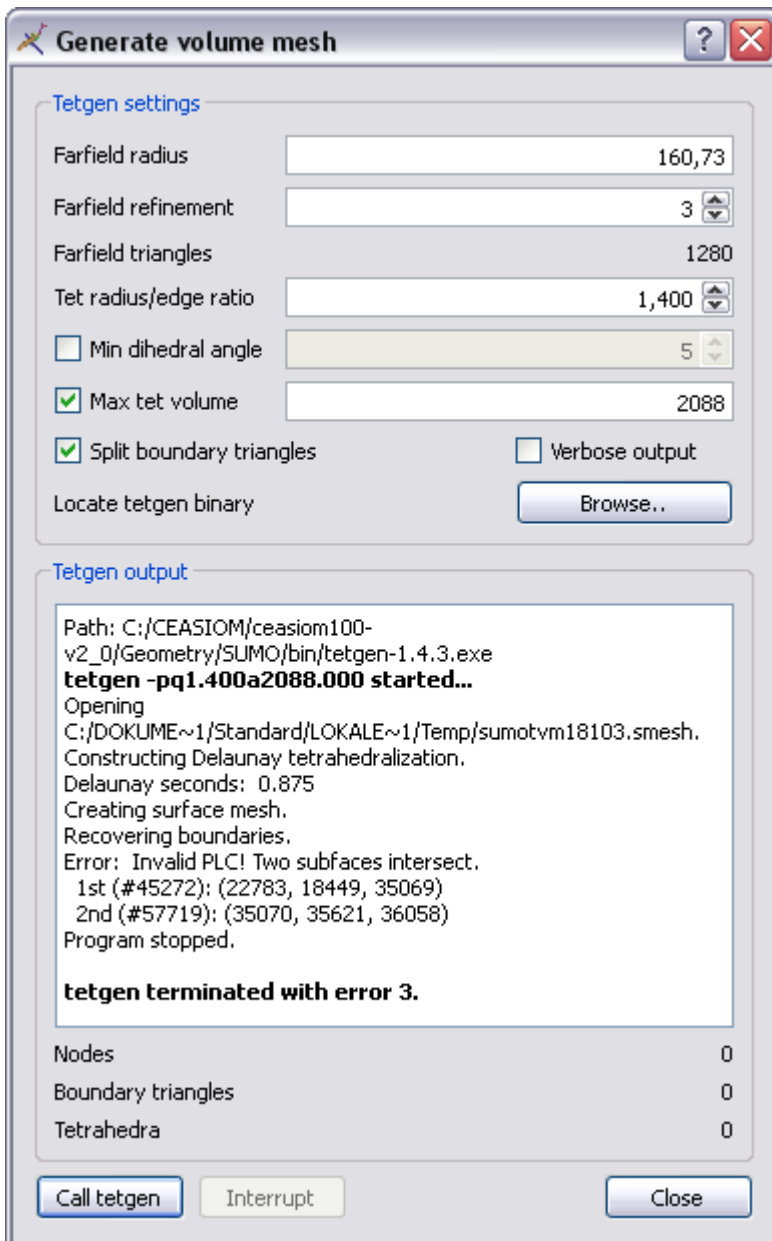 Generate volume mesh
?
Tetgen settings
Farfield radius 160,73
Farfield refinement 3
Farfield triangles 1280
Tet radius/edge ratio 1,400
Min dihedral angle 5
Max tet volume 2088
Split boundary triangles Verbose output
Locate tetgen binary Browse..
Tetgen output
Path: C:/CEASIOM/ceasiom100-
v2_0/Geometry/SUMO/bin/tetgen-1.4.3.exe
tetgen -pq1.400a2088.000 started...
Opening
C:/DOKUME~1/Standard/LOKALE~1/Temp/sumotvm18103.smesh.
Constructing Delaunay tetrahedralization.
Delaunay seconds:  0.875
Creating surface mesh.
Recovering boundaries.
Error:  Invalid PLC! Two subfaces intersect.
1st (#45272): (22783, 18449, 35069)
2nd (#57719): (35070, 35621, 36058)
Program stopped.
tetgen terminated with error 3.
Nodes 0
Boundary triangles 0
Tetrahedra 0
Call tetgen Interrupt Close